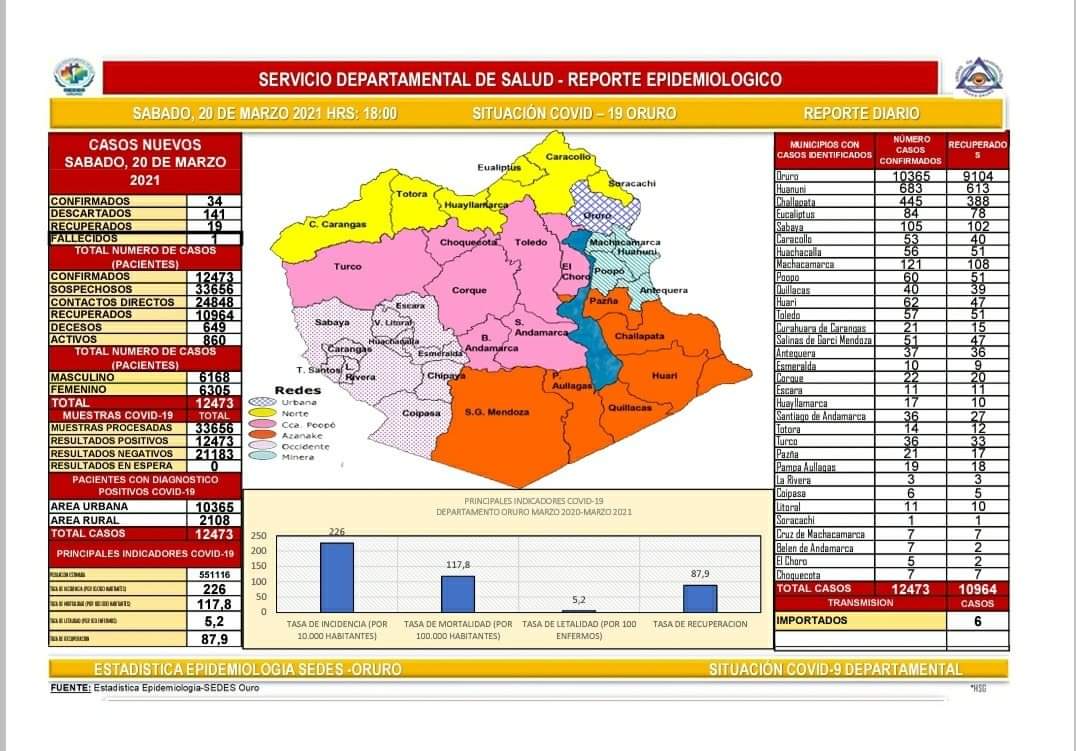 SERVICIO DEPARTAMENTAL DE SALUD - REPORTE EPIDEMIOLOGICO
SABADO, 20 DE MARZO 2021 HRS: 18:00 SITUACIÓN COVID – 19 ORURO REPORTE DIARIO
CASOS NUEVOS
SABADO, 20 DE MARZO
2021
CONFIRMADOS 34
DESCARTADOS 141
RECUPERADOS 19
FALLECIDOS 1
TOTAL NUMERO DE CASOS
(PACIENTES)
CONFIRMADOS 12473
SOSPECHOSOS 33656
CONTACTOS DIRECTOS 24848
RECUPERADOS 10964
DECESOS 649
ACTIVOS 860
TOTAL NUMERO DE CASOS
(PACIENTES)
MASCULINO 6168
FEMENINO 6305
TOTAL 12473
MUESTRAS COVID-19 TOTAL
MUESTRAS PROCESADAS 33656
RESULTADOS POSITIVOS 12473
RESULTADOS NEGATIVOS 21183
RESULTADOS EN ESPERA 0
PACIENTES CON DIAGNOSTICO
POSITIVOS COVID-19
AREA URBANA 10365
AREA RURAL 2108
TOTAL CASOS 12473
PRINCIPALES INDICADORES COVID-19
POBLACION ESTIMADA 551116
TASA DE INCIDENCIA (PER 10.000 HABITANTES) 226
TASA DE MORTALIDAD (PER 100.000 HABITANTES) 117,8
TASA DE LETALIDAD (PER 100 ENFERMOS) 5,2
TASA DE RECUPERACION 87,9
Caracollo
Eualiptus
Soracachi
Totora
Huayllamarca
Oruro
C. Carangas
Choquecota
Toledo
Machacamarca
Huanuni
Turco
El
Choro
Poopó
Corque
Antequera
Pazña
Escara
Sabaya
V. Litoral
S.
Andamarca
Challapata
Huachacalla
B.
Andamarca
Carangas
Esmeralda
T. Santos
L.
Rivera
Chipaya
P.
Aullagas
Huari
Coipasa
S.G. Mendoza
Quillacas
Redes
Urbana
Norte
Cca. Poopó
Azanake
Occidente
Minera
PRINCIPALES INDICADORES COVID-19
DEPARTAMENTO ORURO MARZO 2020-MARZO 2021
250
200
150
100
50
0
226
117,8
5,2
87,9
TASA DE INCIDENCIA (POR
10.000 HABITANTES)
TASA DE MORTALIDAD (POR
100.000 HABITANTES)
TASA DE LETALIDAD (POR 100
ENFERMOS)
TASA DE RECUPERACION
MUNICIPIOS CON
CASOS IDENTIFICADOS
NÚMERO
CASOS
CONFIRMADOS
RECUPERADO
S
Oruro 10365 9104
Huanuni 683 613
Challapata 445 388
Eucaliptus 84 78
Sabaya 105 102
Caracollo 53 40
Huachacalla 56 51
Machacamarca 121 108
Poopo 60 51
Quillacas 40 39
Huari 62 47
Toledo 57 51
Curahuara de Carangas 21 15
Salinas de Garci Mendoza 51 47
Antequera 37 36
Esmeralda 10 9
Corque 22 20
Escara 11 11
Huayllamarca 17 10
Santiago de Andamarca 36 27
Totora 14 12
Turco 36 33
Pazña 21 17
Pampa Aullagas 19 18
La Rivera 3 3
Coipasa 6 5
Litoral 11 10
Soracachi 1 1
Cruz de Machacamarca 7 7
Belen de Andamarca 7 2
El Choro 5 2
Choquecota 7 7
TOTAL CASOS 12473 10964
TRANSMISION CASOS
IMPORTADOS 6
ESTADISTICA EPIDEMIOLOGIA SEDES -ORURO SITUACIÓN COVID-9 DEPARTAMENTAL
FUENTE: Estadistica Epidemiologia-SEDES Ouro *HSG